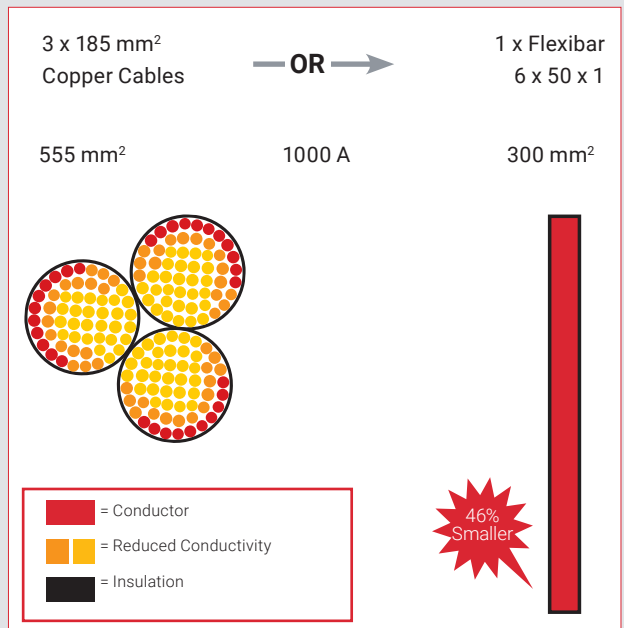 3 x 185 mm²
Copper Cables
OR
1 x Flexibar
6 x 50 x 1
555 mm²
1000 A
300 mm²
46%
Smaller
= Conductor
= Reduced Conductivity
= Insulation